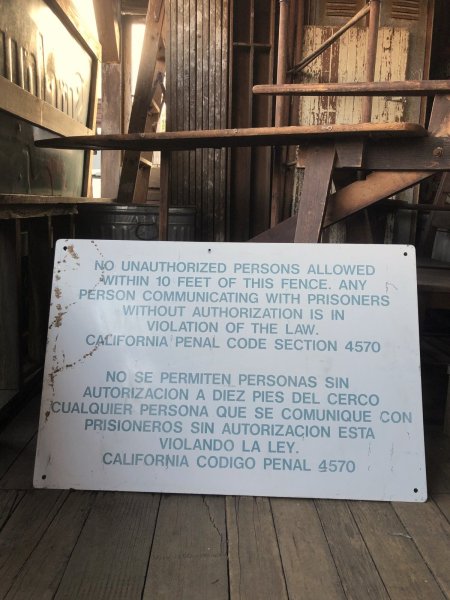 NO UNAUTHORIZED PERSONS ALLOWED
WITHIN 10 FEET OF THIS FENCE. ANY
PERSON COMMUNICATING WITH PRISONERS
WITHOUT AUTHORIZATION IS IN
VIOLATION OF THE LAW.
CALIFORNIA PENAL CODE SECTION 4570
NO SE PERMITEN PERSONAS SIN
AUTORIZACION A DIEZ PIES DEL CERCO
CUALQUIER PERSONA QUE SE COMUNIQUE CON
PRISIONEROS SIN AUTORIZACION ESTA
VIOLANDO LA LEY.
CALIFORNIA CODIGO PENAL 4570